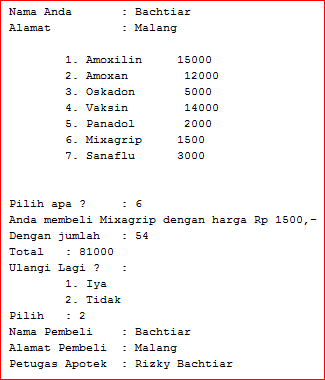 Nama Anda : Bachtiar
Alamat : Malang
1. Amoxilin 15000
2. Amoxan 12000
3. Oskadon 5000
4. Vaksin 14000
5. Panadol 2000
6. Mixagrip 1500
7. Sanaflu 3000
Pilih apa ? : 6
Anda membeli Mixagrip dengan harga Rp 1500,-
Dengan jumlah : 54
Total : 81000
Ulangi Lagi ? :
1. Iya
2. Tidak
Pilih : 2
Nama Pembeli : Bachtiar
Alamat Pembeli : Malang
Petugas Apotek : Rizky Bachtiar